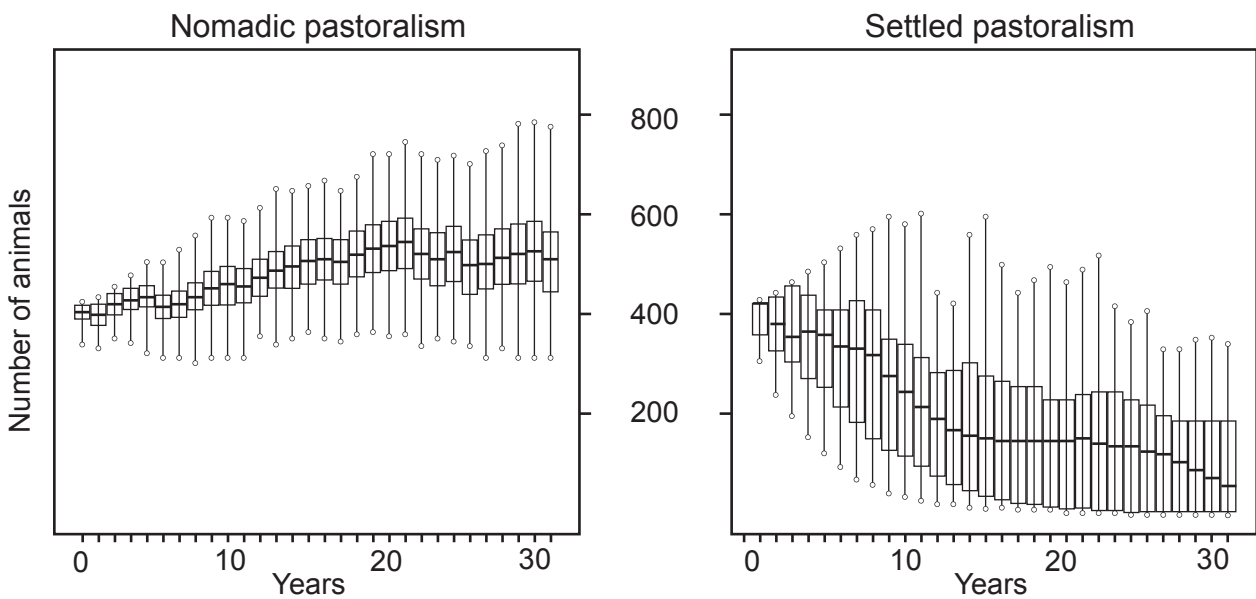 Nomadic pastoralism
Settled pastoralism
Number of animals
800
600
400
200
0 10 20 30
Years
0 10 20 30
Years